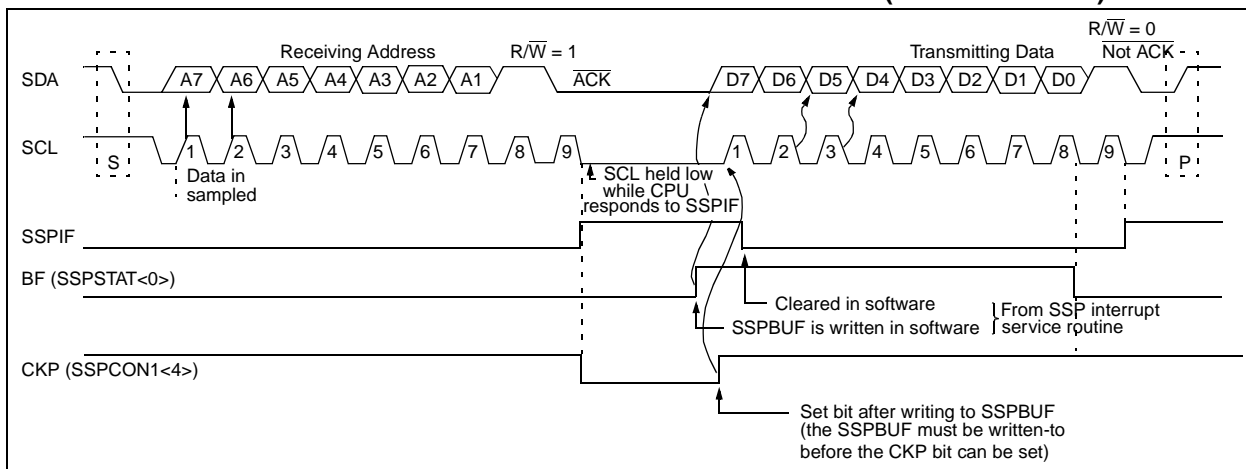 R/W = 0
Receiving Address R/W = 1 Transmitting Data Not ACK
SDA A7 A6 A5 A4 A3 A2 A1 ACK D7 D6 D5 D4 D3 D2 D1 D0
SCL S 1 2 3 4 5 6 7 8 9 1 2 3 4 5 6 7 8 9 P
Data in
sampled
SCL held low
while CPU
responds to SSPIF
SSPIF
BF (SSPSTAT<0>)
Cleared in software
SSPBUF is written in software
From SSP interrupt
service routine
CKP (SSPCON1<4>)
Set bit after writing to SSPBUF
(the SSPBUF must be written-to
before the CKP bit can be set)